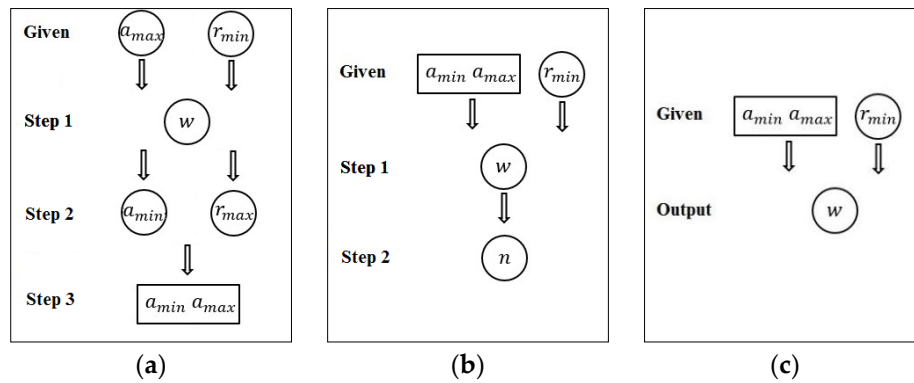 Given a_max r_min
Step 1 w
Step 2 a_min r_max
Step 3 a_min a_max
(a)
Given a_min a_max r_min
Step 1 w
Step 2 n
(b)
Given a_min a_max r_min
Output w
(c)